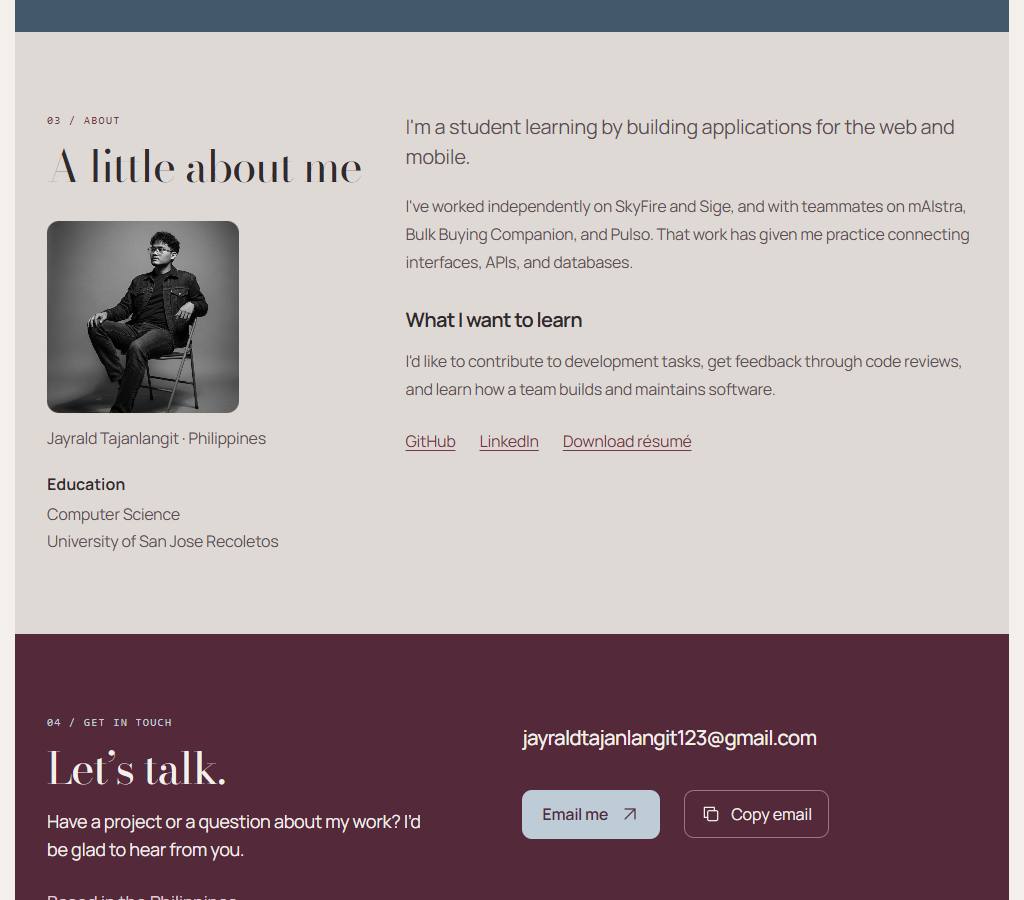 03 / ABOUT
A little about me
Jayrald Tajanlangit · Philippines
Education
Computer Science
University of San Jose Recoletos
I'm a student learning by building applications for the web and
mobile.
I've worked independently on SkyFire and Sige, and with teammates on mAIstra,
Bulk Buying Companion, and Pulso. That work has given me practice connecting
interfaces, APIs, and databases.
What I want to learn
I'd like to contribute to development tasks, get feedback through code reviews,
and learn how a team builds and maintains software.
GitHub LinkedIn Download résumé
04 / GET IN TOUCH
Let's talk.
Have a project or a question about my work? I'd
be glad to hear from you.
Based in the Philippines
jayraldtajanlangit123@gmail.com
Email me
Copy email